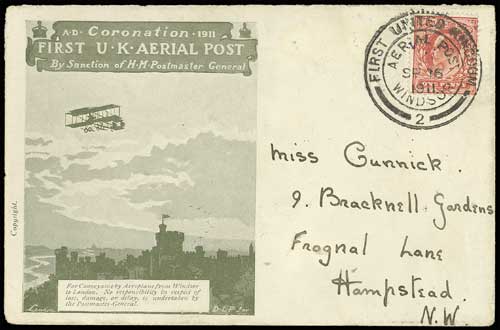 A·D· Coronation · 1911
FIRST U·K·AERIAL POST
By Sanction of H·M·Postmaster General
Copyright.
For Conveyance by Aeroplane from Windsor
to London. No responsibility in respect of
loss, damage, or delay, is undertaken by
the Postmaster-General.
FIRST UNITED KINGDOM
AERIAL POST
SP 16
1911
WINDSOR
2
Miss Cunnick.
9. Bracknell Gardens
Frognal Lane
Hampstead.
N.W.